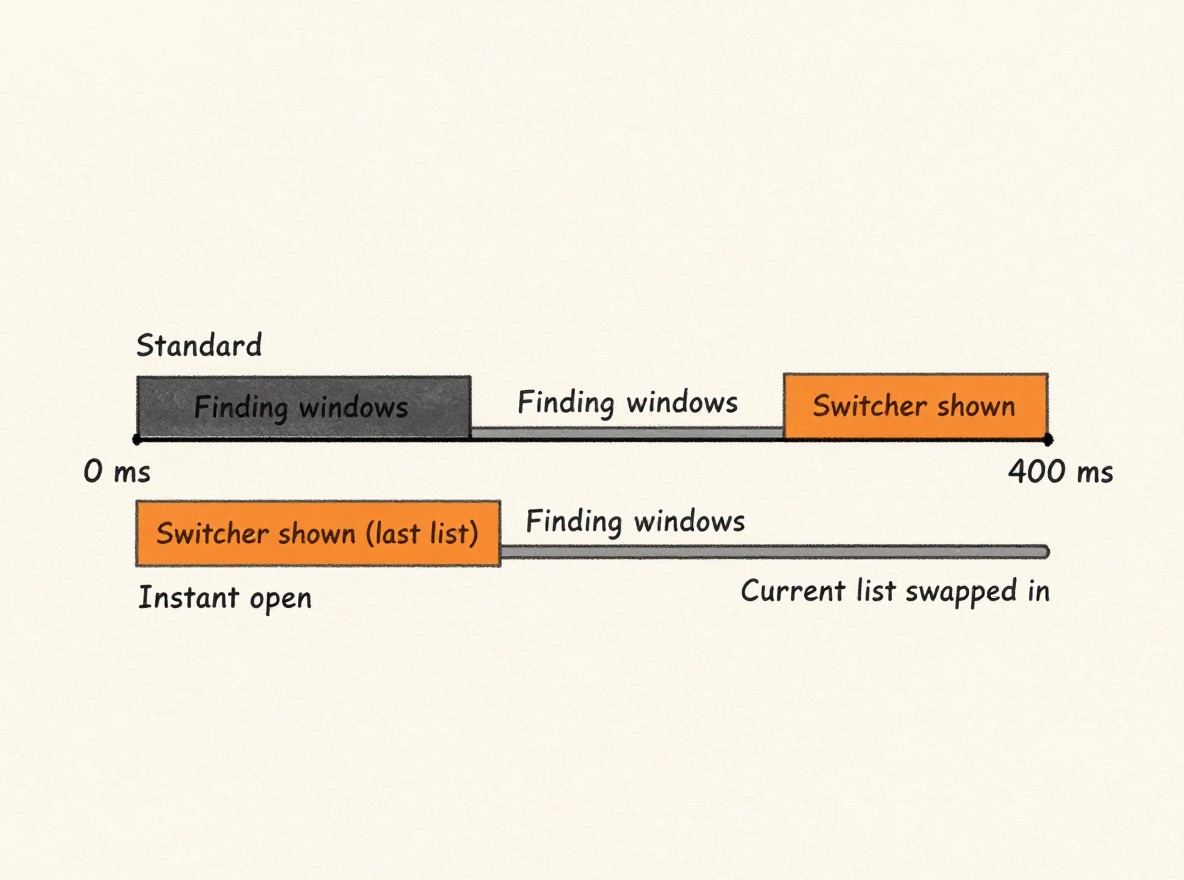 Standard
Finding windows
Finding windows
Switcher shown
0 ms
400 ms
Switcher shown (last list)
Finding windows
Instant open
Current list swapped in